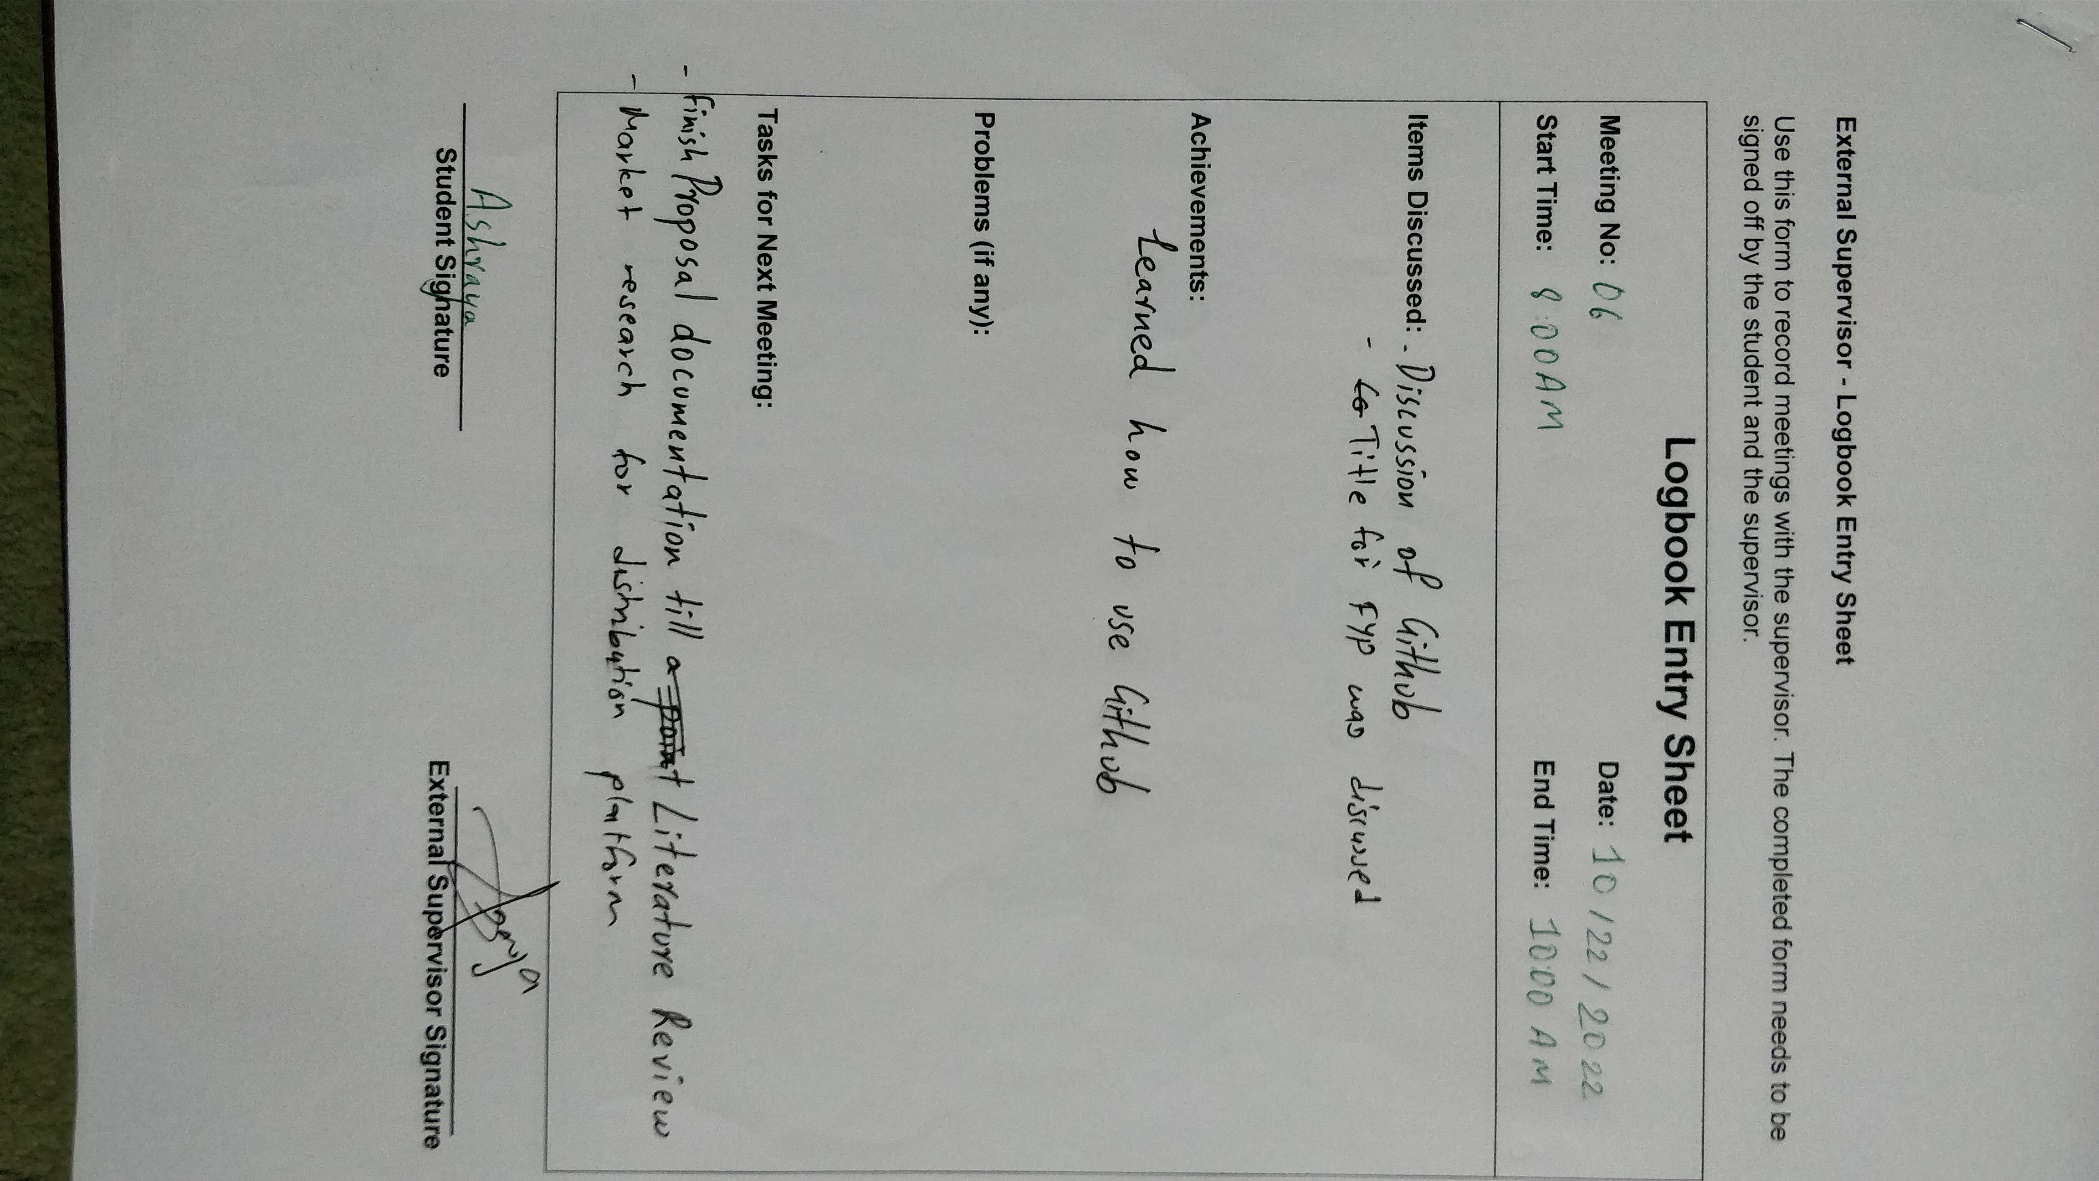 External Supervisor - Logbook Entry Sheet
Use this form to record meetings with the supervisor. The completed form needs to be
signed off by the student and the supervisor.
Logbook Entry Sheet
Meeting No: 06 Date: 10/22/2022
Start Time: 8:00AM End Time: 10:00 AM
Items Discussed: - Discussion of Github
- Title for FYP was discussed
Achievements:
Learned how to use Github
Problems (if any):
Tasks for Next Meeting:
- finish Proposal documentation till a point Literature Review
- Market research for distribution platform
Ashraya
Student Signature External Supervisor Signature